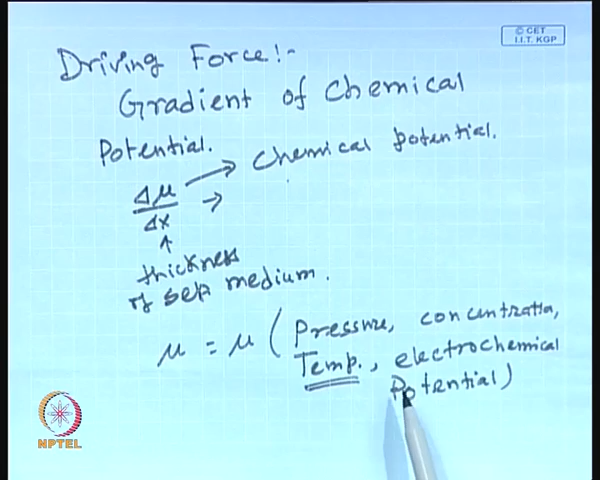 © CET
I.I.T. KGP
Driving Force:-
Gradient of chemical
Potential.
Δμ → chemical potential.
Δx →
↑
thickness
of sep medium.
μ = μ (Pressure, concentratn,
Temp., electrochemical
Potential)
NPTEL